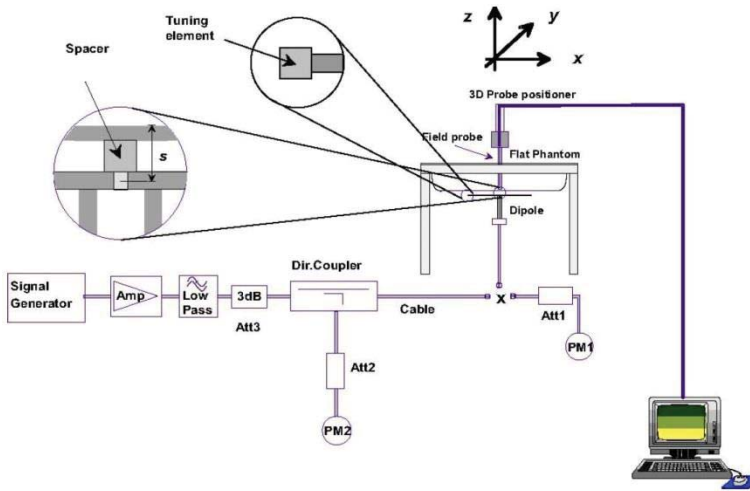 Tuning
element
Spacer
s
z
y
x
3D Probe positioner
Field probe
Flat Phantom
Dipole
Signal
Generator
Amp
Low
Pass
3dB
Att3
Dir.Coupler
Cable
x
Att1
PM1
Att2
PM2